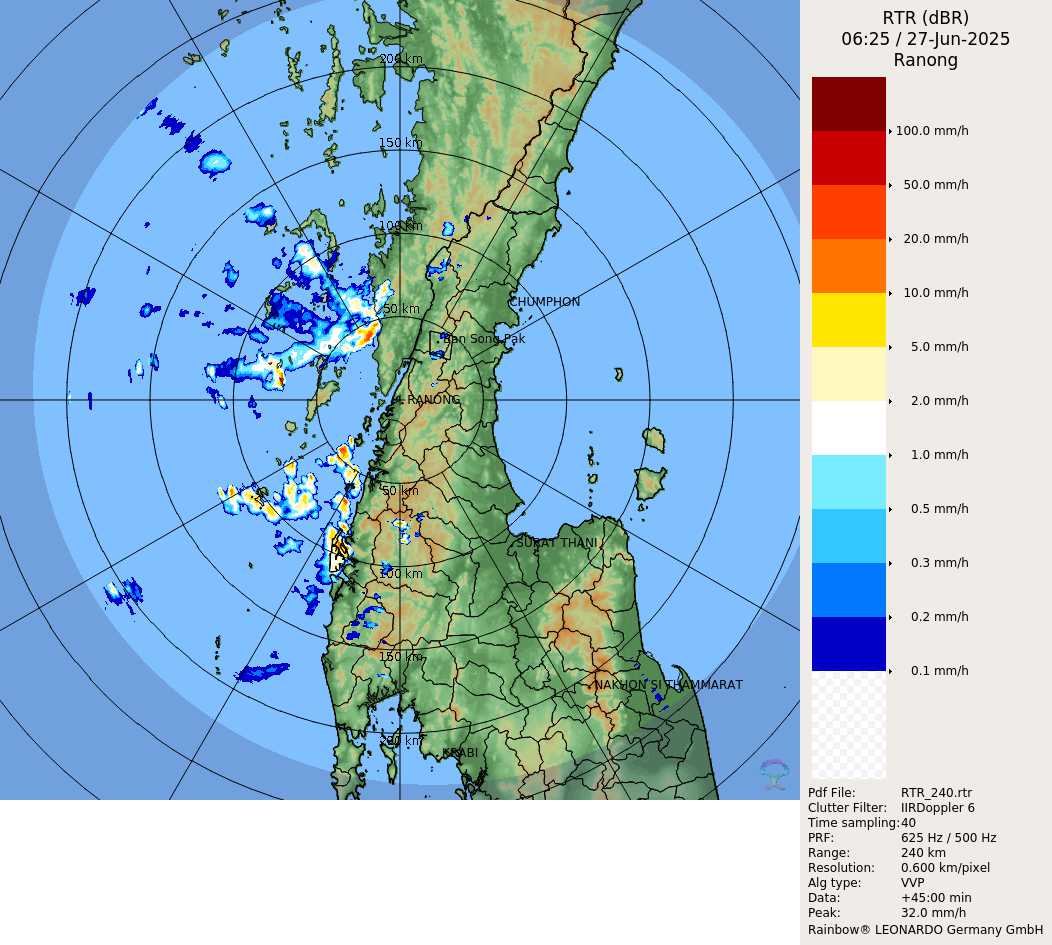 RTR (dBR)
06:25 / 27-Jun-2025
Ranong
200 km
150 km
100 km
50 km
CHUMPHON
Ban Song Pak
RANONG
50 km
SURAT THANI
100 km
150 km
NAKHON SI THAMMARAT
200 km
KRABI
100.0 mm/h
50.0 mm/h
20.0 mm/h
10.0 mm/h
5.0 mm/h
2.0 mm/h
1.0 mm/h
0.5 mm/h
0.3 mm/h
0.2 mm/h
0.1 mm/h
Pdf File: RTR_240.rtr
Clutter Filter: IIRDoppler 6
Time sampling: 40
PRF: 625 Hz / 500 Hz
Range: 240 km
Resolution: 0.600 km/pixel
Alg type: VVP
Data: +45:00 min
Peak: 32.0 mm/h
Rainbow® LEONARDO Germany GmbH